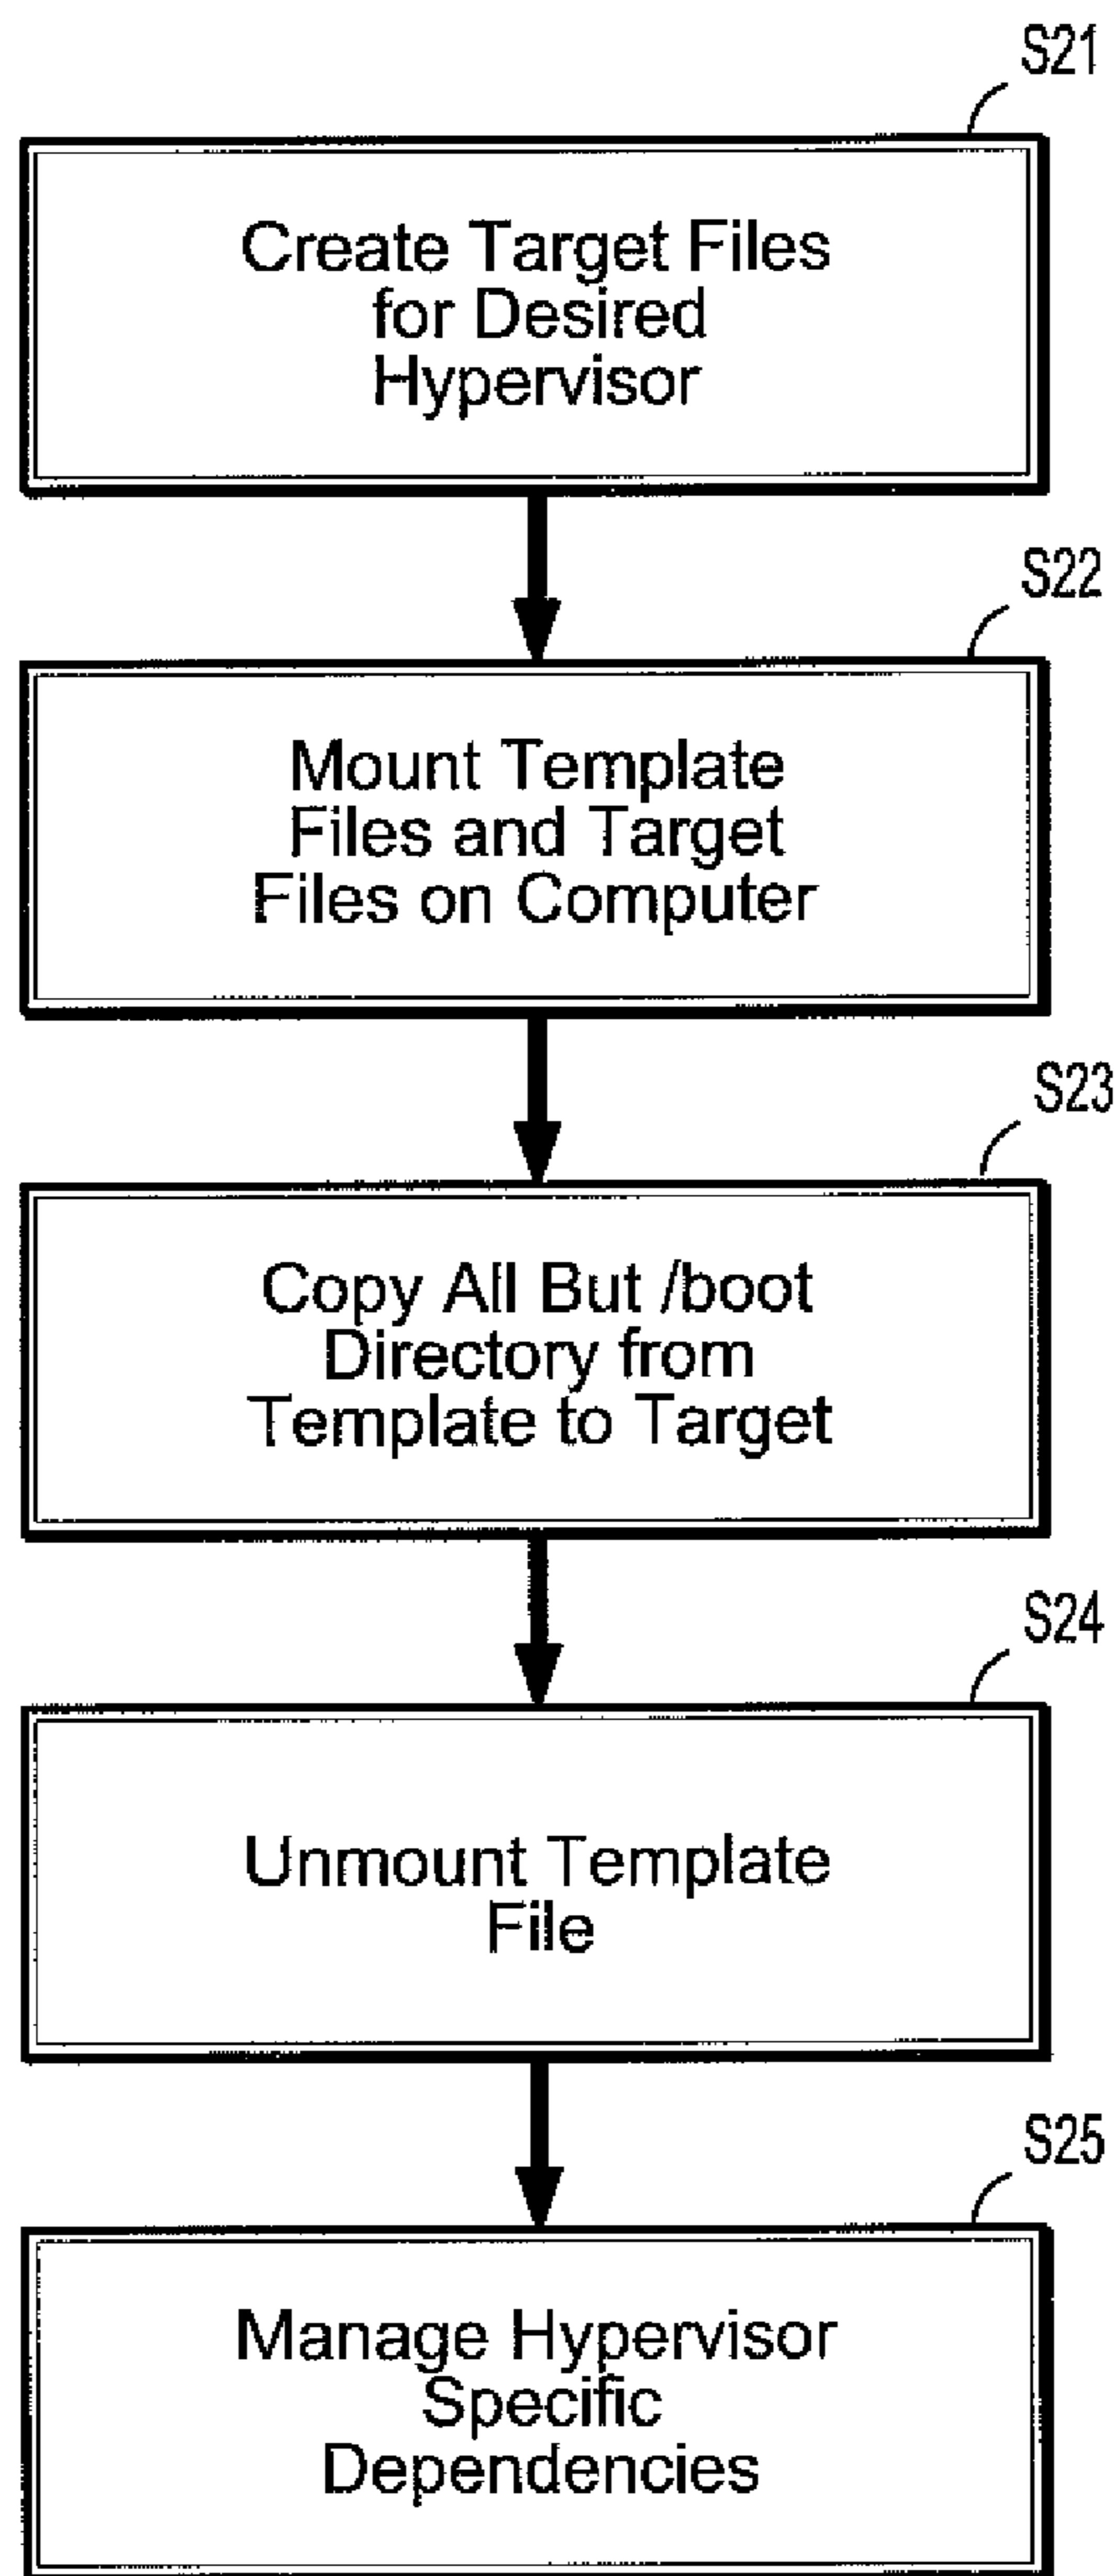 S21
Create Target Files
for Desired
Hypervisor
S22
Mount Template
Files and Target
Files on Computer
S23
Copy All But /boot
Directory from
Template to Target
S24
Unmount Template
File
S25
Manage Hypervisor
Specific
Dependencies